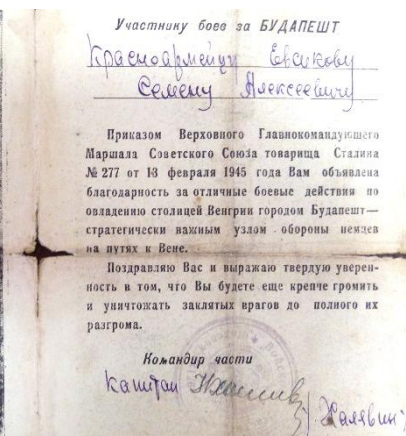 Участнику боев за БУДАПЕШТ
Красноармейцу Евсикову
Семену Алексеевичу
Приказом Верховного Главнокомандующего
Маршала Советского Союза товарища Сталина
№ 277 от 13 февраля 1945 года Вам объявлена
благодарность за отличные боевые действия по
овладению столицей Венгрии городом Будапешт—
стратегически важным узлом обороны немцев
на путях к Вене.
Поздравляю Вас и выражаю твердую уверен-
ность в том, что Вы будете еще крепче громить
и уничтожать заклятых врагов до полного их
разгрома.
Командир части
Капитан
/Халявин/